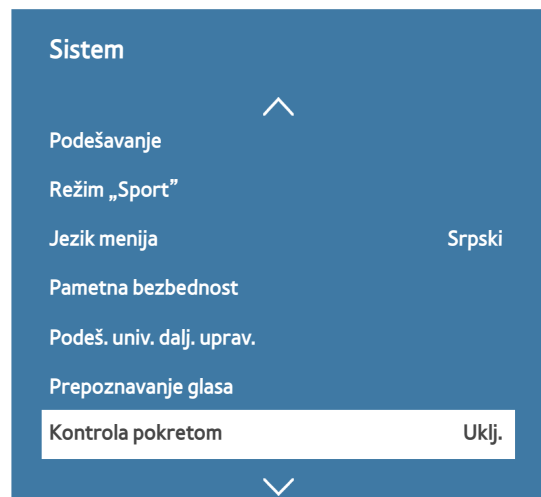 Sistem
Podešavanje
Režim „Sport”
Jezik menija Srpski
Pametna bezbednost
Podeš. univ. dalj. uprav.
Prepoznavanje glasa
Kontrola pokretom Uklj.